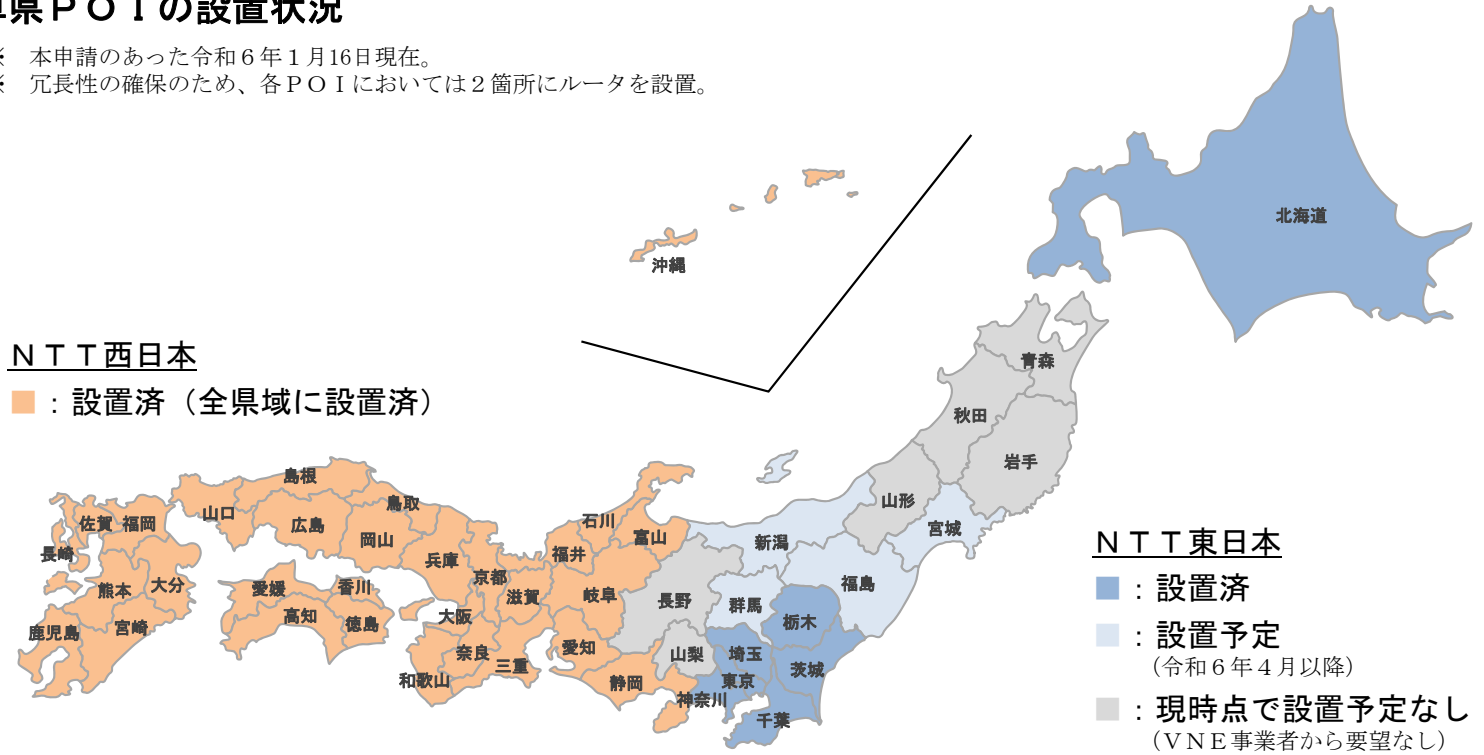 県ＰＯＩの設置状況
※　本申請のあった令和６年１月16日現在。
※　冗長性の確保のため、各ＰＯＩにおいては２箇所にルータを設置。
北海道
沖縄
ＮＴＴ西日本
：設置済（全県域に設置済）
青森
秋田
岩手
山形
宮城
新潟
福島
群馬
栃木
長野
山梨
埼玉
茨城
東京
神奈川
千葉
石川
富山
福井
岐阜
愛知
静岡
島根
鳥取
山口
広島
岡山
兵庫
京都
滋賀
大阪
奈良
三重
和歌山
愛媛
香川
高知
徳島
佐賀
福岡
長崎
熊本
大分
鹿児島
宮崎
ＮＴＴ東日本
：設置済
：設置予定
（令和６年４月以降）
：現時点で設置予定なし
（ＶＮＥ事業者から要望なし）